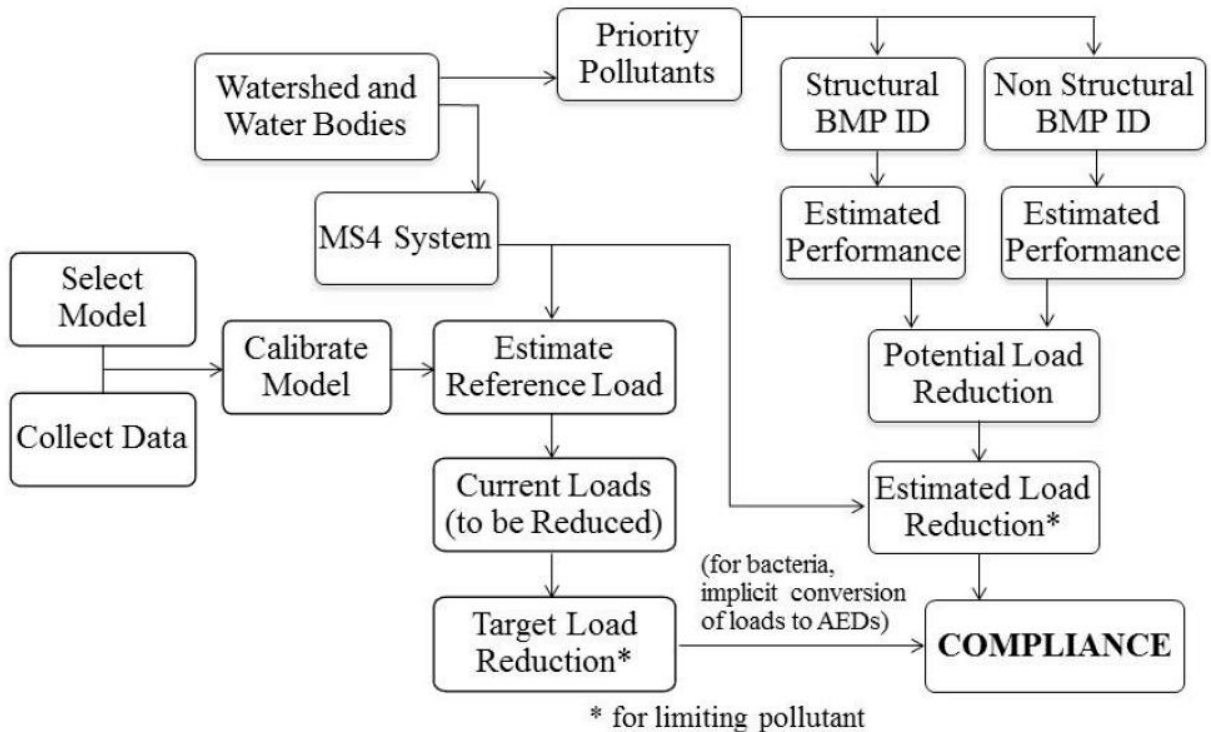 Priority
Pollutants
Watershed and
Water Bodies
Structural
BMP ID
Non Structural
BMP ID
MS4 System
Estimated
Performance
Estimated
Performance
Select
Model
Collect Data
Calibrate
Model
Estimate
Reference Load
Potential Load
Reduction
Current Loads
(to be Reduced)
Estimated Load
Reduction*
Target Load
Reduction*
(for bacteria,
implicit conversion
of loads to AEDs)
COMPLIANCE
* for limiting pollutant